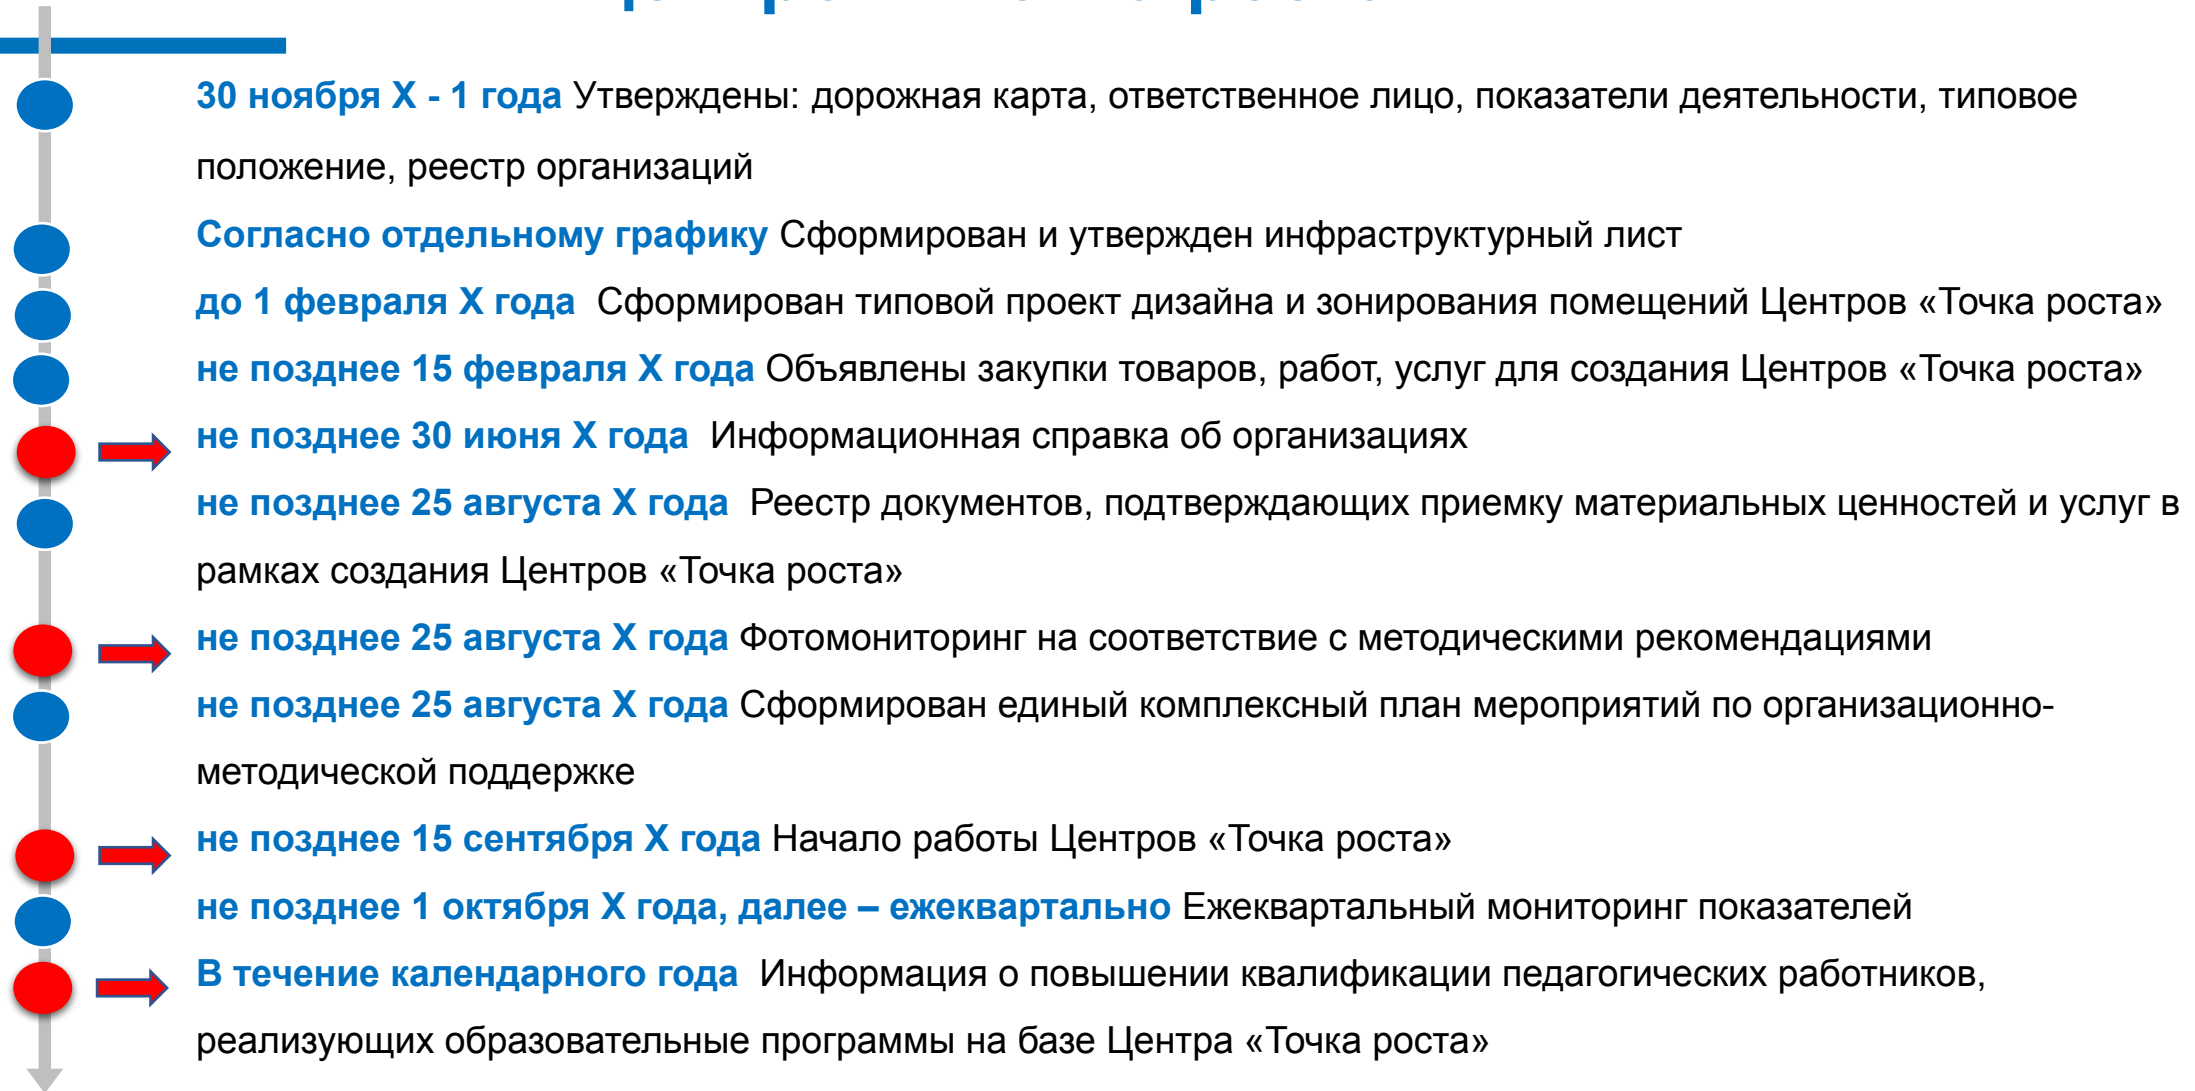 30 ноября X - 1 года Утверждены: дорожная карта, ответственное лицо, показатели деятельности, типовое
положение, реестр организаций
Согласно отдельному графику Сформирован и утвержден инфраструктурный лист
до 1 февраля X года Сформирован типовой проект дизайна и зонирования помещений Центров «Точка роста»
не позднее 15 февраля X года Объявлены закупки товаров, работ, услуг для создания Центров «Точка роста»
не позднее 30 июня X года Информационная справка об организациях
не позднее 25 августа X года Реестр документов, подтверждающих приемку материальных ценностей и услуг в
рамках создания Центров «Точка роста»
не позднее 25 августа X года Фотомониторинг на соответствие с методическими рекомендациями
не позднее 25 августа X года Сформирован единый комплексный план мероприятий по организационно-
методической поддержке
не позднее 15 сентября X года Начало работы Центров «Точка роста»
не позднее 1 октября X года, далее – ежеквартально Ежеквартальный мониторинг показателей
В течение календарного года Информация о повышении квалификации педагогических работников,
реализующих образовательные программы на базе Центра «Точка роста»